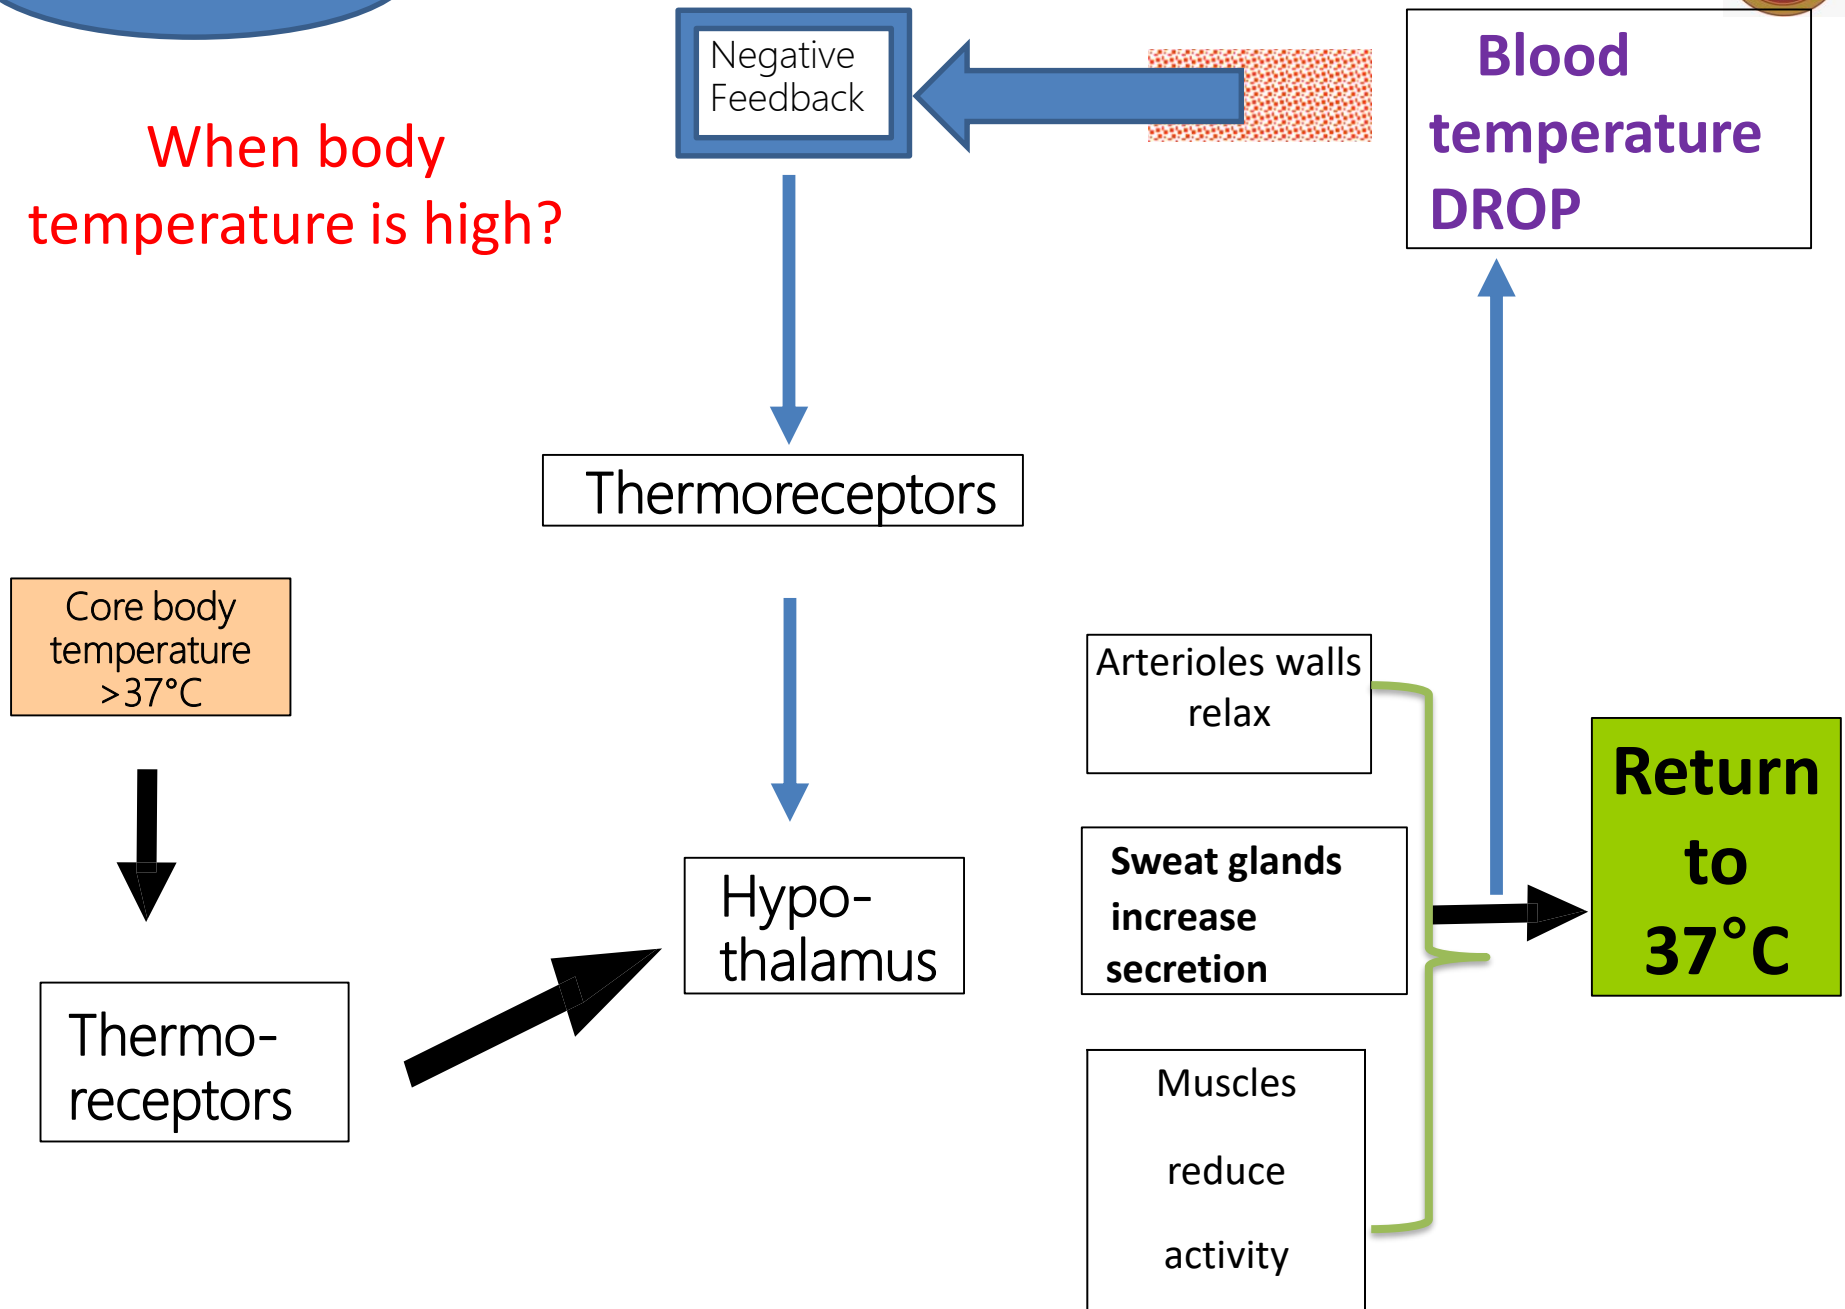 Negative
Feedback
Blood
temperature
DROP
When body
temperature is high?
Thermoreceptors
Core body
temperature
>37°C
Arterioles walls
relax
Return
to
37°C
Sweat glands
increase
secretion
Hypo-
thalamus
Thermo-
receptors
Muscles
reduce
activity